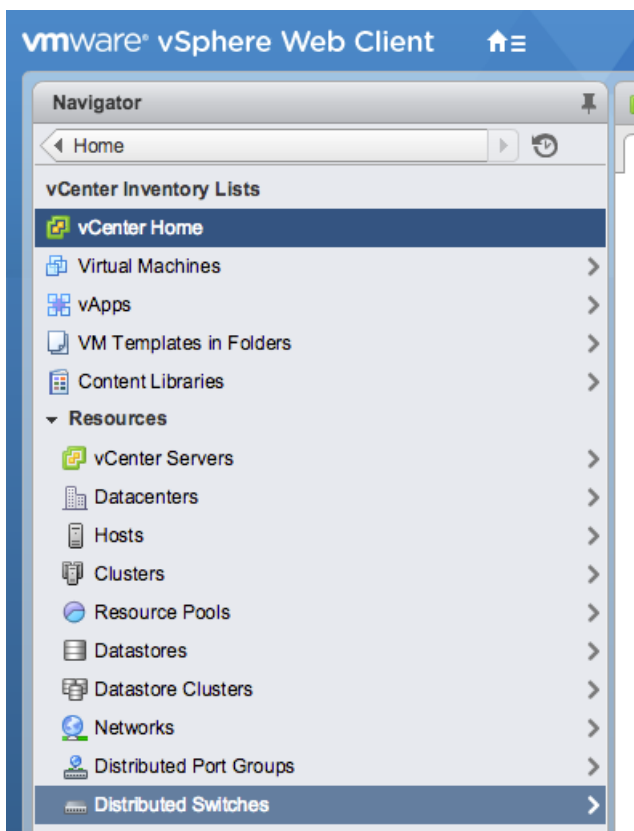 vmware® vSphere Web Client
Navigator
Home
vCenter Inventory Lists
vCenter Home
Virtual Machines
vApps
VM Templates in Folders
Content Libraries
Resources
vCenter Servers
Datacenters
Hosts
Clusters
Resource Pools
Datastores
Datastore Clusters
Networks
Distributed Port Groups
Distributed Switches